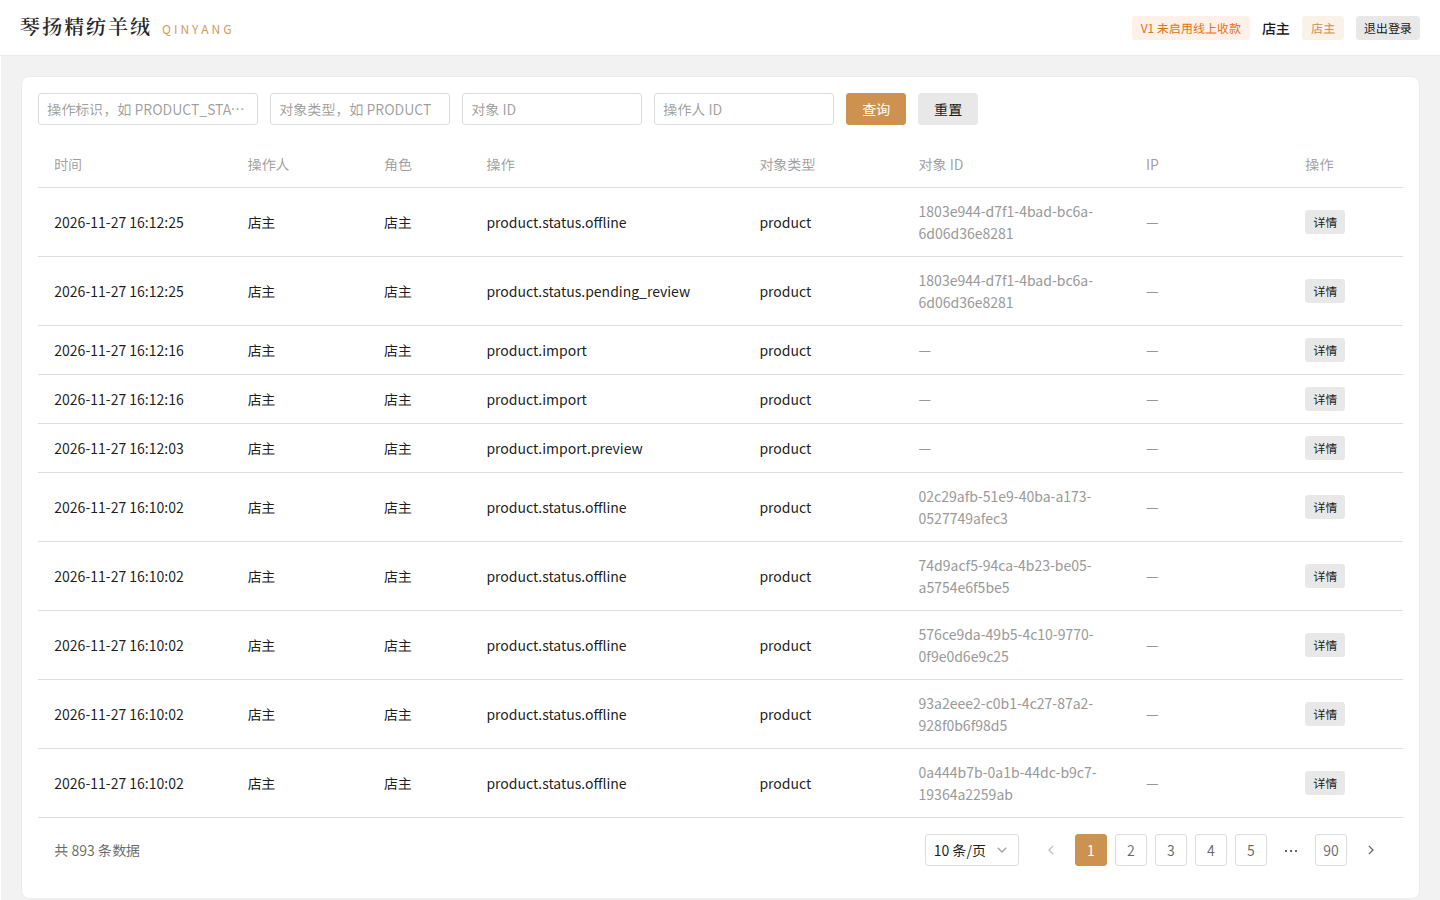 琴扬精纺羊绒 QINYANG
V1 未启用线上收款 店主 店主 退出登录
操作标识，如 PRODUCT_STA… 对象类型，如 PRODUCT 对象 ID 操作人 ID 查询 重置
时间 操作人 角色 操作 对象类型 对象 ID IP 操作
2026-11-27 16:12:25 店主 店主 product.status.offline product 1803e944-d7f1-4bad-bc6a-
6d06d36e8281 — 详情
2026-11-27 16:12:25 店主 店主 product.status.pending_review product 1803e944-d7f1-4bad-bc6a-
6d06d36e8281 — 详情
2026-11-27 16:12:16 店主 店主 product.import product — — 详情
2026-11-27 16:12:16 店主 店主 product.import product — — 详情
2026-11-27 16:12:03 店主 店主 product.import.preview product — — 详情
2026-11-27 16:10:02 店主 店主 product.status.offline product 02c29afb-51e9-40ba-a173-
0527749afec3 — 详情
2026-11-27 16:10:02 店主 店主 product.status.offline product 74d9acf5-94ca-4b23-be05-
a5754e6f5be5 — 详情
2026-11-27 16:10:02 店主 店主 product.status.offline product 576ce9da-49b5-4c10-9770-
0f9e0d6e9c25 — 详情
2026-11-27 16:10:02 店主 店主 product.status.offline product 93a2eee2-c0b1-4c27-87a2-
928f0b6f98d5 — 详情
2026-11-27 16:10:02 店主 店主 product.status.offline product 0a444b7b-0a1b-44dc-b9c7-
19364a2259ab — 详情
共 893 条数据 10 条/页 1 2 3 4 5 … 90